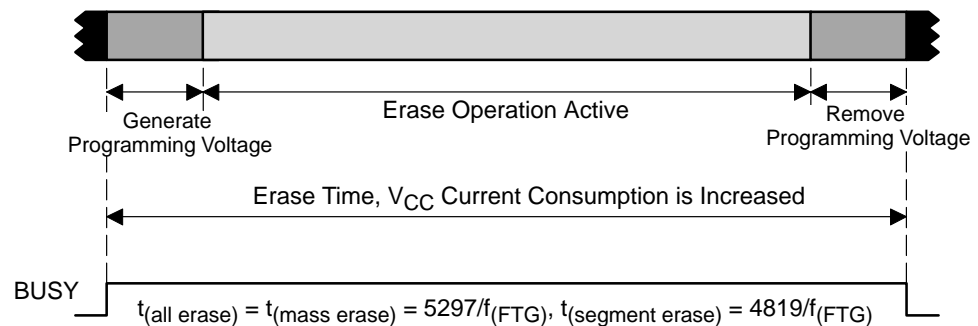 Generate
Programming Voltage
Erase Operation Active
Remove
Programming Voltage
Erase Time, VCC Current Consumption is Increased
BUSY
t(all erase) = t(mass erase) = 5297/f(FTG), t(segment erase) = 4819/f(FTG)